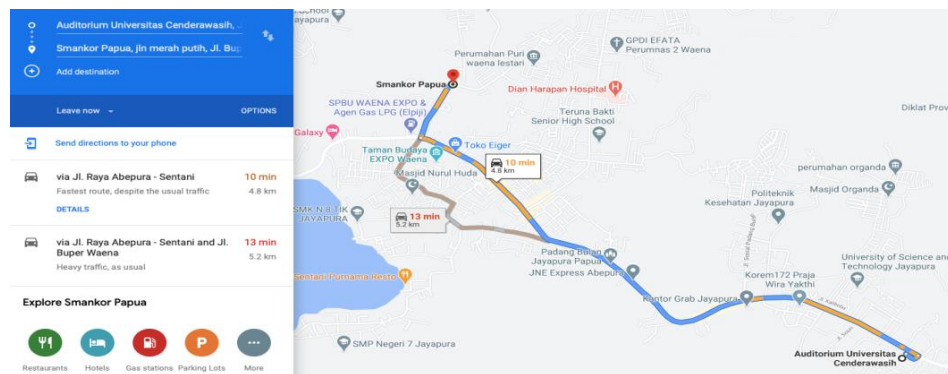 Auditorium Universitas Cenderawasih, ..
Smankor Papua, jln merah putih, Jl. Bup
Add destination
Leave now
OPTIONS
Send directions to your phone
via Jl. Raya Abepura - Sentani
10 min
Fastest route, despite the usual traffic
4.8 km
DETAILS
via Jl. Raya Abepura - Sentani and Jl.
13 min
Buper Waena
5.2 km
Heavy traffic, as usual
Explore Smankor Papua
Restaurants
Hotels
Gas stations
Parking Lots
More
School
Jayapura
GPDI EFATA
Perumnas 2 Waena
Perumahan Puri
waena lestari
Smankor Papua
Dian Harapan Hospital
SPBU WAENA EXPO &
Agen Gas LPG (Elpiji)
Teruna Bakti
Senior High School
Diklat Prov
Galaxy
Toko Eiger
Taman Budaya
EXPO Waena
10 min
4.8 km
Masjid Nurul Huda
perumahan organda
Politeknik
Kesehatan Jayapura
Masjid Organda
SMK N 8 TIK
JAYAPURA
13 min
5.2 km
Padang Bulan
Jayapura Papua
JNE Express Abepura
University of Science and
Technology Jayapura
Sentani Purnama Resto
Korem172 Praja
Wira Yakthi
Kantor Grab Jayapura
SMP Negeri 7 Jayapura
Auditorium Universitas
Cenderawasih